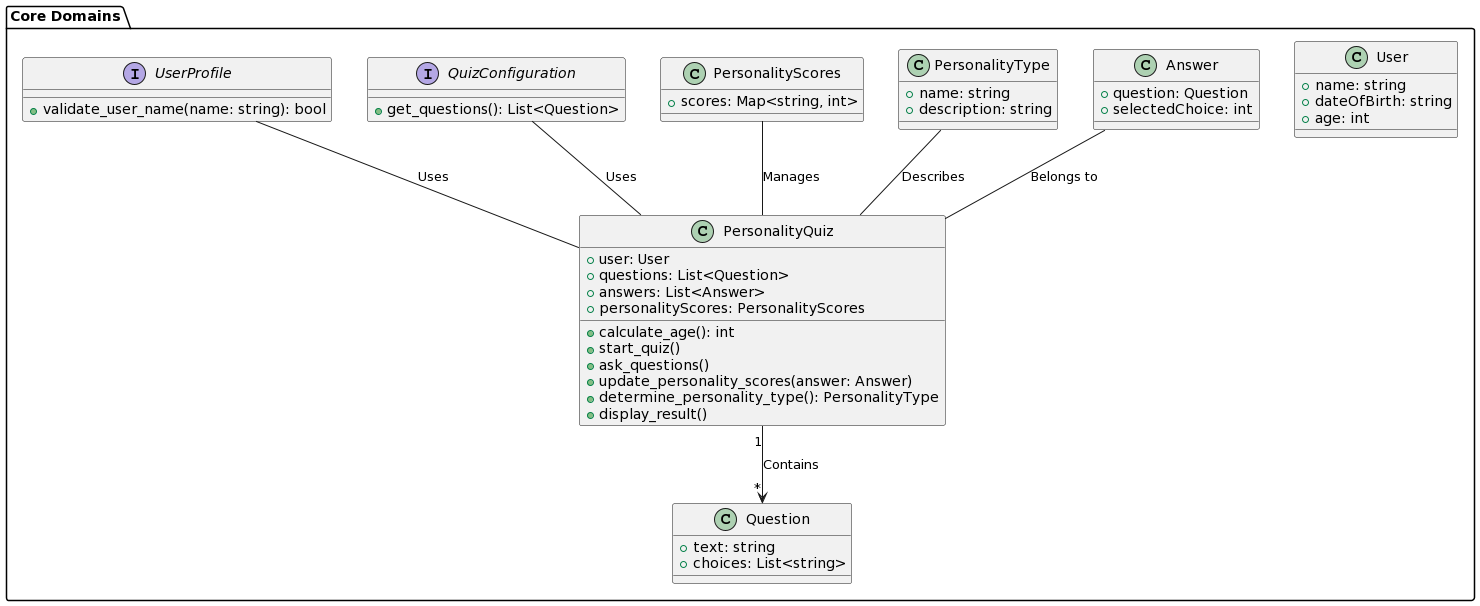 Core Domains
I UserProfile
validate_user_name(name: string): bool
I QuizConfiguration
get_questions(): List<Question>
C PersonalityScores
scores: Map<string, int>
C PersonalityType
name: string
description: string
C Answer
question: Question
selectedChoice: int
C User
name: string
dateOfBirth: string
age: int
Uses
Uses
Manages
Describes
Belongs to
C PersonalityQuiz
user: User
questions: List<Question>
answers: List<Answer>
personalityScores: PersonalityScores
calculate_age(): int
start_quiz()
ask_questions()
update_personality_scores(answer: Answer)
determine_personality_type(): PersonalityType
display_result()
1
Contains
*
C Question
text: string
choices: List<string>